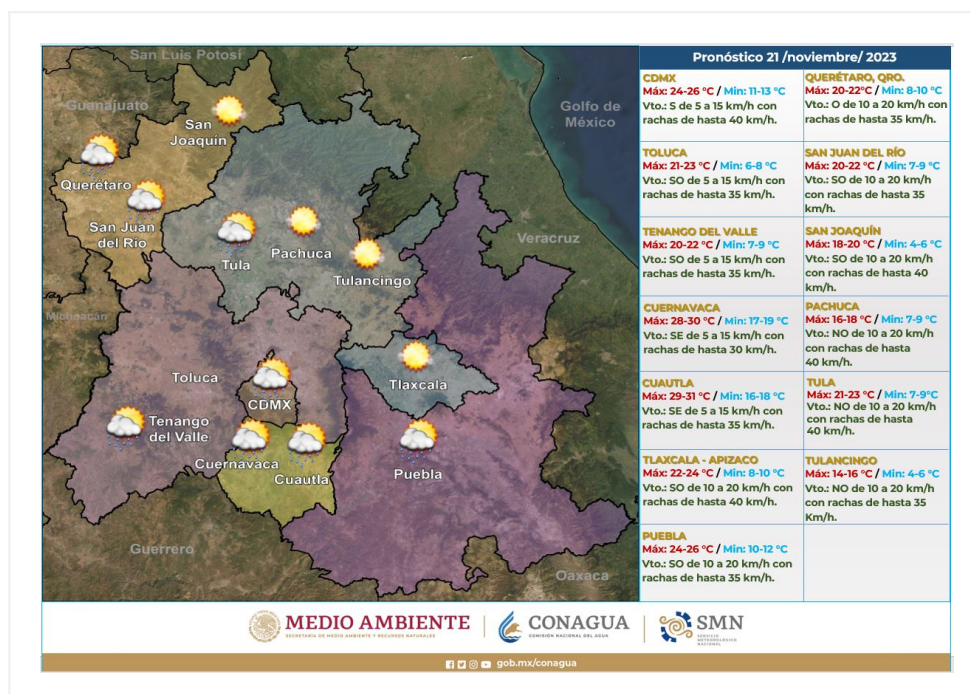 San Luis Potosí
Guanajuato
San
Joaquín
Golfo de
México
Querétaro
San Juan
del Río
Tula
Pachuca
Tulancingo
Veracruz
Michoacán
Toluca
Tlaxcala
CDMX
Tenango
del Valle
Cuernavaca
Cuautla
Puebla
Guerrero
Oaxaca
Pronóstico 21 /noviembre/ 2023
CDMX
Máx: 24-26 °C / Min: 11-13 °C
Vto.: S de 5 a 15 km/h con
rachas de hasta 40 km/h.
QUERÉTARO, QRO.
Máx: 20-22°C / Min: 8-10 °C
Vto.: O de 10 a 20 km/h con
rachas de hasta 35 km/h.
TOLUCA
Máx: 21-23 °C / Min: 6-8 °C
Vto.: SO de 5 a 15 km/h con
rachas de hasta 35 km/h.
SAN JUAN DEL RÍO
Máx: 20-22 °C / Min: 7-9 °C
Vto.: SO de 10 a 20 km/h
con rachas de hasta 35
km/h.
TENANGO DEL VALLE
Máx: 20-22 °C / Min: 7-9 °C
Vto.: SO de 5 a 15 km/h con
rachas de hasta 35 km/h.
SAN JOAQUÍN
Máx: 18-20 °C / Min: 4-6 °C
Vto.: SO de 10 a 20 km/h
con rachas de hasta 40
km/h.
CUERNAVACA
Máx: 28-30 °C / Min: 17-19 °C
Vto.: SE de 5 a 15 km/h con
rachas de hasta 30 km/h.
PACHUCA
Máx: 16-18 °C / Min: 7-9 °C
Vto.: NO de 10 a 20 km/h
con rachas de hasta
40 km/h.
CUAUTLA
Máx: 29-31 °C / Min: 16-18 °C
Vto.: SE de 5 a 15 km/h con
rachas de hasta 35 km/h.
TULA
Máx: 21-23 °C / Min: 7-9°C
Vto.: NO de 10 a 20 km/h
con rachas de hasta
40 km/h.
TLAXCALA - APIZACO
Máx: 22-24 °C / Min: 8-10 °C
Vto.: SO de 10 a 20 km/h con
rachas de hasta 40 km/h.
TULANCINGO
Máx: 14-16 °C / Min: 4-6 °C
Vto.: NO de 10 a 20 km/h
con rachas de hasta 35
Km/h.
PUEBLA
Máx: 24-26 °C / Min: 10-12 °C
Vto.: SO de 10 a 20 km/h con
rachas de hasta 35 km/h.
MEDIO AMBIENTE
SECRETARÍA DE MEDIO AMBIENTE Y RECURSOS NATURALES
CONAGUA
COMISIÓN NACIONAL DEL AGUA
SMN
SERVICIO
METEOROLÓGICO
NACIONAL
gob.mx/conagua